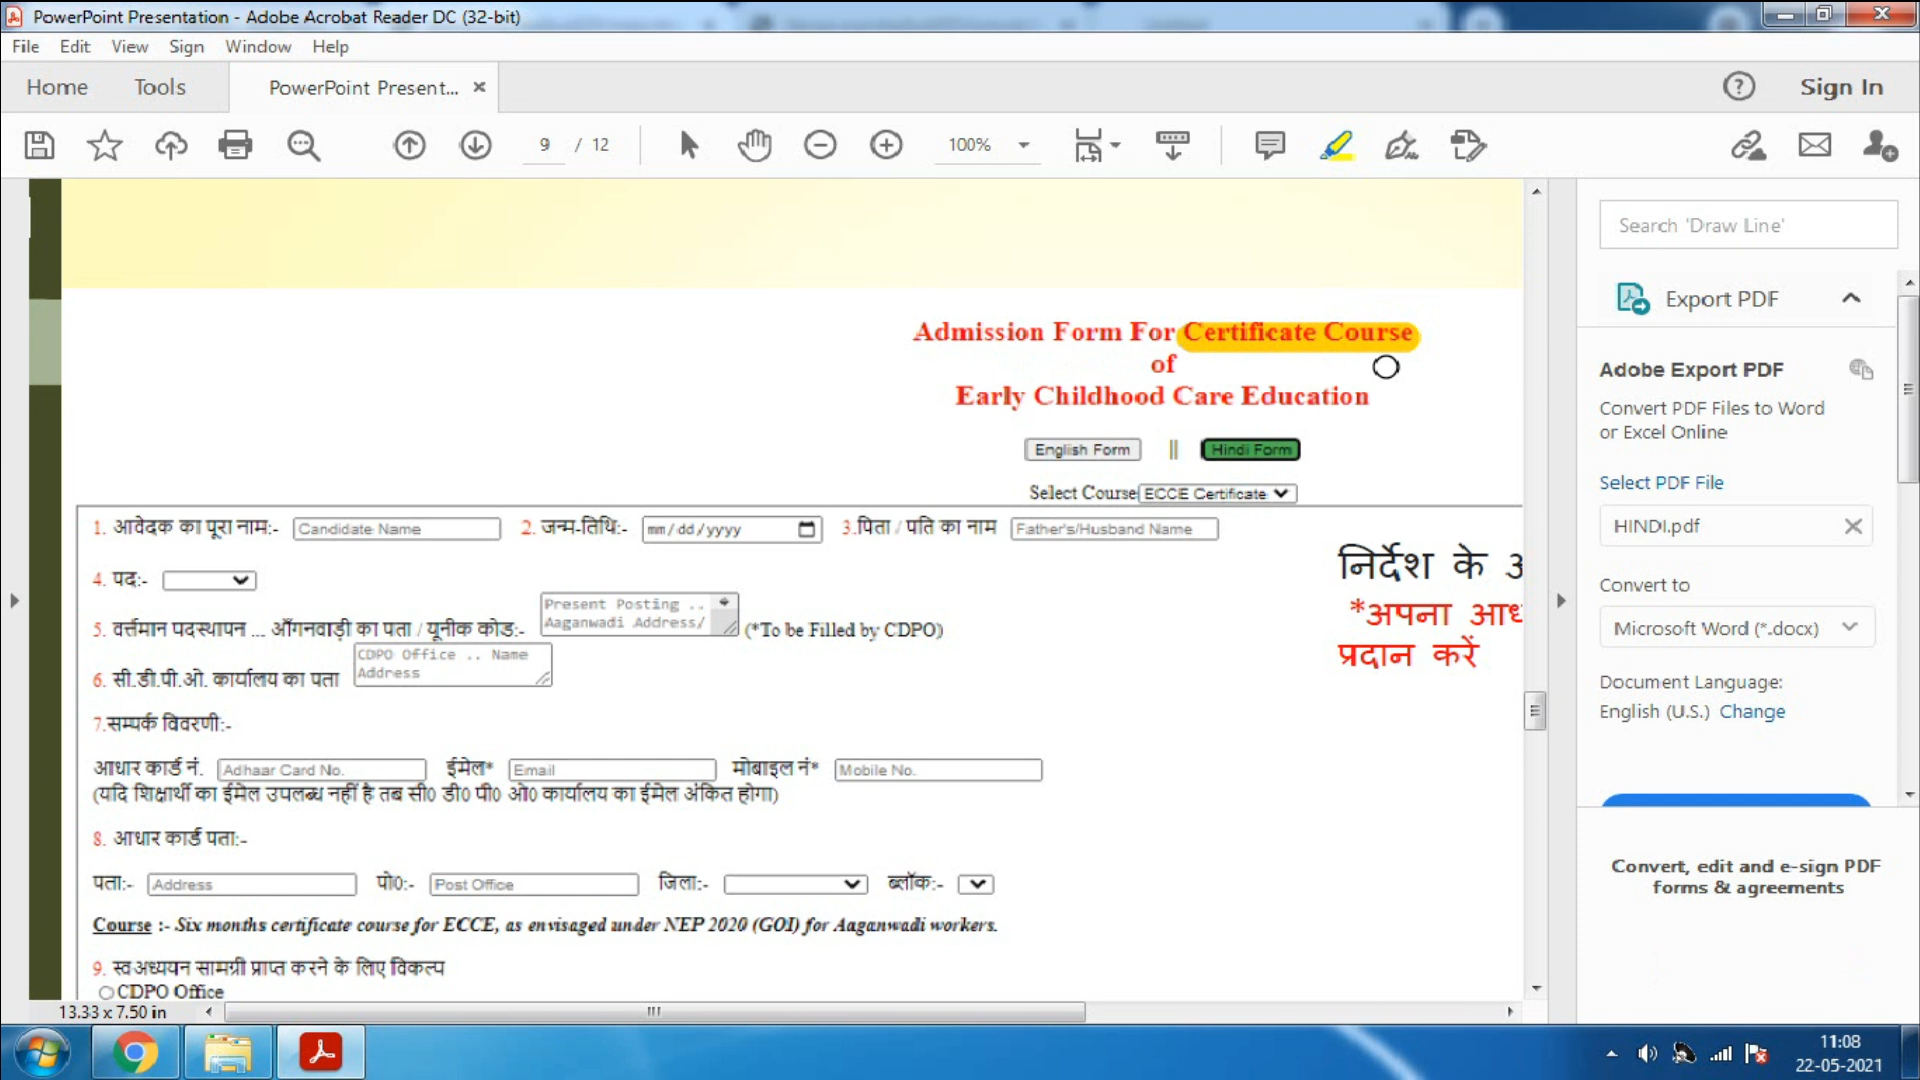 PowerPoint Presentation - Adobe Acrobat Reader DC (32-bit)
File Edit View Sign Window Help
Home Tools PowerPoint Present... Sign In
9 / 12 100%
Search 'Draw Line'
Export PDF
Adobe Export PDF
Convert PDF Files to Word
or Excel Online
Select PDF File
HINDI.pdf
Convert to
Microsoft Word (*.docx)
Document Language:
English (U.S.) Change
Convert, edit and e-sign PDF
forms & agreements
Admission Form For Certificate Course
of
Early Childhood Care Education
English Form || Hindi Form
Select Course ECCE Certificate
1. आवेदक का पूरा नाम:- Candidate Name 2. जन्म-तिथि:- mm/dd/yyyy 3.पिता / पति का नाम Father's/Husband Name
4. पद:-
5. वर्त्तमान पदस्थापन ... आँगनवाड़ी का पता / यूनीक कोड:- Present Posting .. Aaganwadi Address/ (*To be Filled by CDPO)
6. सी.डी.पी.ओ. कार्यालय का पता CDPO Office .. Name Address
7.सम्पर्क विवरणी:-
आधार कार्ड नं. Adhaar Card No. ईमेल* Email मोबाइल नं* Mobile No.
(यदि शिक्षार्थी का ईमेल उपलब्ध नहीं है तब सी0 डी0 पी0 ओ0 कार्यालय का ईमेल अंकित होगा)
8. आधार कार्ड पता:-
पता:- Address पो0:- Post Office जिला:- ब्लॉक:-
Course :- Six months certificate course for ECCE, as envisaged under NEP 2020 (GOI) for Aaganwadi workers.
9. स्वअध्ययन सामग्री प्राप्त करने के लिए विकल्प
CDPO Office
निर्देश के
*अपना
प्रदान करें
13.33 x 7.50 in
11:08
22-05-2021